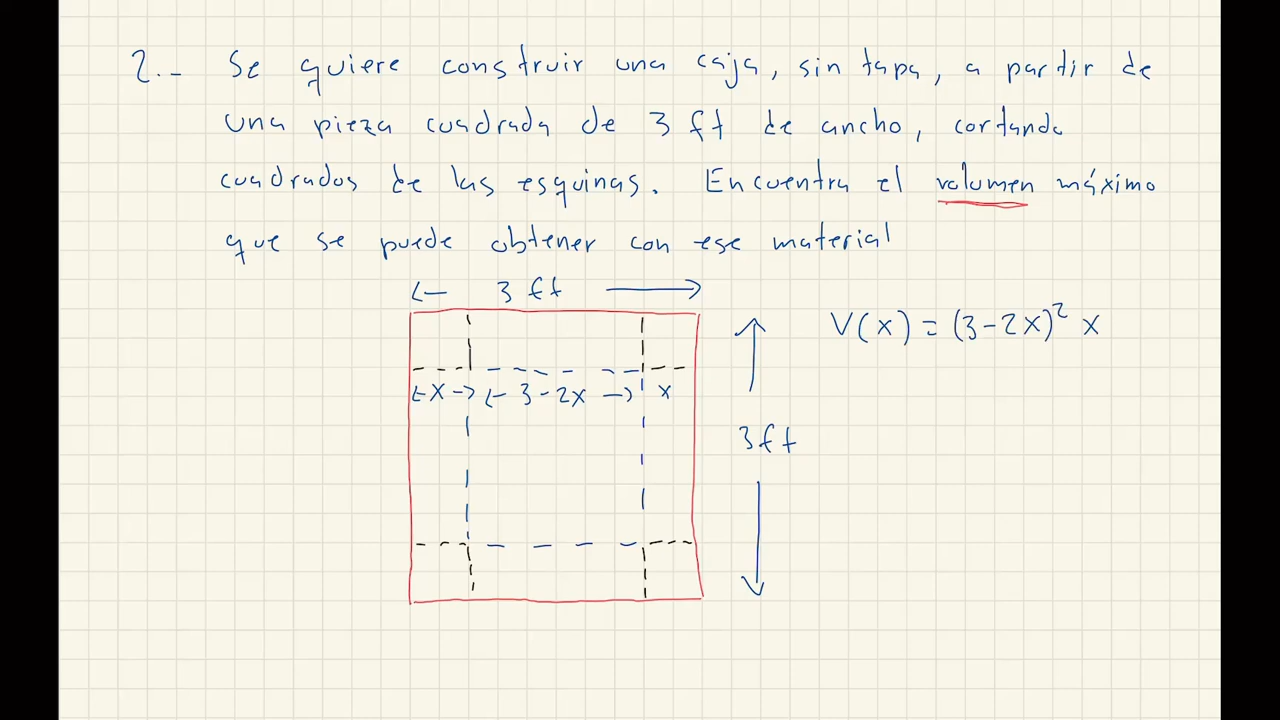 2.- Se quiere construir una caja, sin tapa, a partir de
una pieza cuadrada de 3 ft de ancho, cortando
cuadrados de las esquinas. Encuentra el volumen máximo
que se puede obtener con ese material
← 3 ft →
V(x) = (3-2x)² x
←x→ ←3-2x→ x
3ft